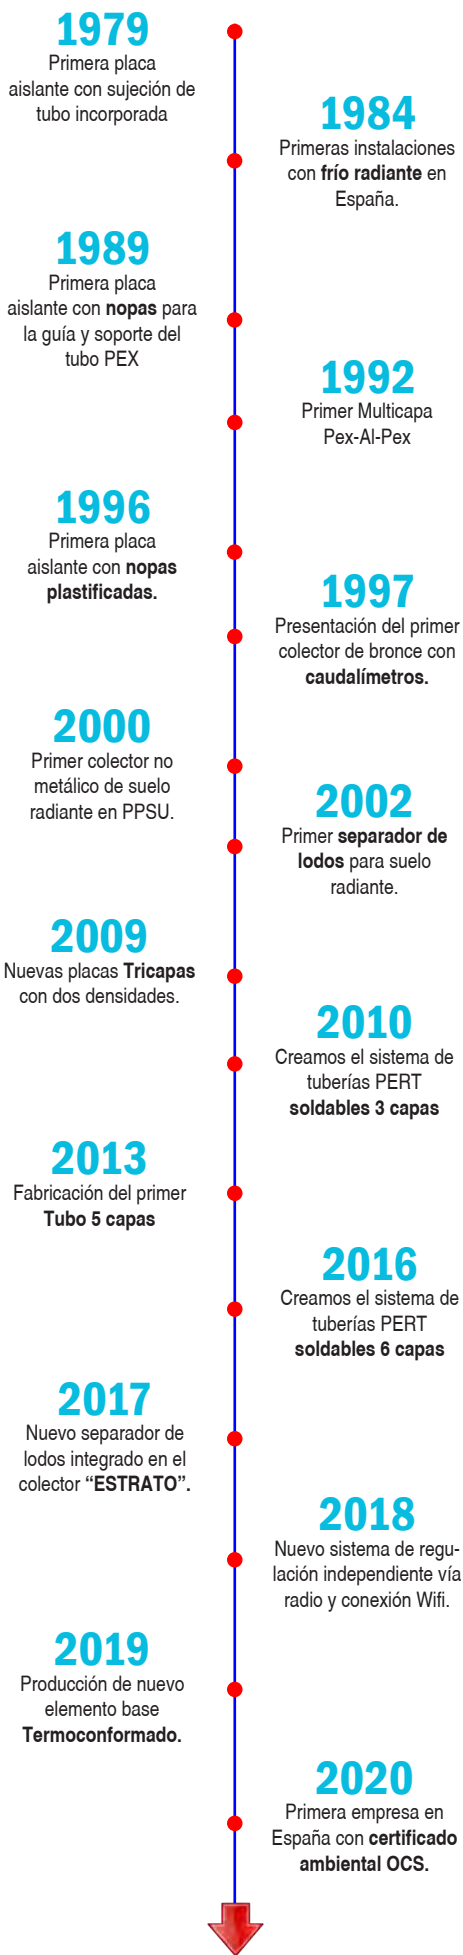 1979
Primera placa
aislante con sujeción de
tubo incorporada
1984
Primeras instalaciones
con frío radiante en
España.
1989
Primera placa
aislante con nopas para
la guía y soporte del
tubo PEX
1992
Primer Multicapa
Pex-Al-Pex
1996
Primera placa
aislante con nopas
plastificadas.
1997
Presentación del primer
colector de bronce con
caudalímetros.
2000
Primer colector no
metálico de suelo
radiante en PPSU.
2002
Primer separador de
lodos para suelo
radiante.
2009
Nuevas placas Tricapas
con dos densidades.
2010
Creamos el sistema de
tuberías PERT
soldables 3 capas
2013
Fabricación del primer
Tubo 5 capas
2016
Creamos el sistema de
tuberías PERT
soldables 6 capas
2017
Nuevo separador de
lodos integrado en el
colector “ESTRATO”.
2018
Nuevo sistema de regu-
lación independiente vía
radio y conexión Wifi.
2019
Producción de nuevo
elemento base
Termoconformado.
2020
Primera empresa en
España con certificado
ambiental OCS.